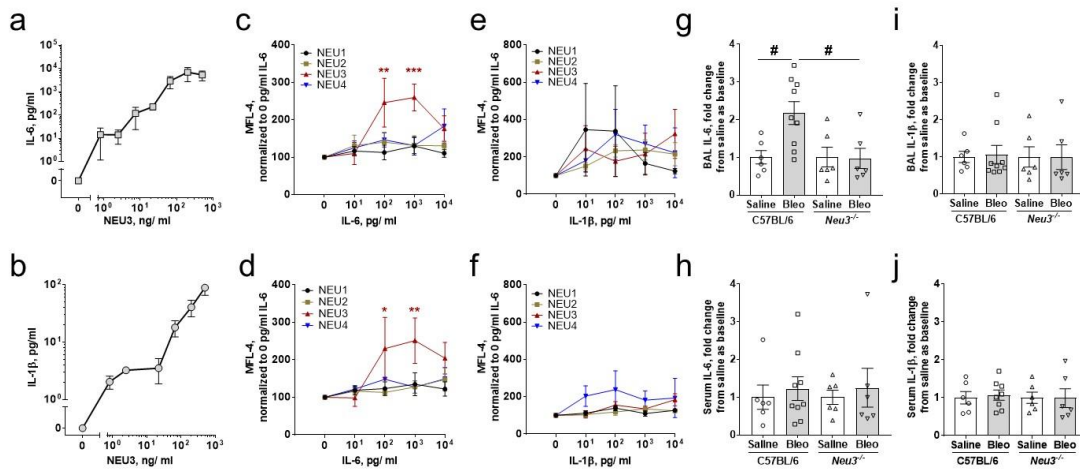 a
IL-6, pg/ml
10⁵
10⁴
10³
10²
10¹
10⁰
0
0
10⁰
10¹
10²
10³
NEU3, ng/ ml
c
MFL-4,
normalized to 0 pg/ml IL-6
500
400
300
200
100
0
NEU1
NEU2
NEU3
NEU4
**
***
0
10¹
10²
10³
10⁴
IL-6, pg/ ml
e
MFL-4,
normalized to 0 pg/ml IL-6
800
600
400
200
0
NEU1
NEU2
NEU3
NEU4
0
10¹
10²
10³
10⁴
IL-1β, pg/ ml
g
BAL IL-6, fold change
from saline as baseline
4
3
2
1
0
#
#
Saline Bleo Saline Bleo
C57BL/6 Neu3⁻/⁻
i
BAL IL-1β, fold change
from saline as baseline
4
3
2
1
0
Saline Bleo Saline Bleo
C57BL/6 Neu3⁻/⁻
b
IL-1β, pg/ ml
10²
10¹
10⁰
0
0
10⁰
10¹
10²
10³
NEU3, ng/ ml
d
MFL-4,
normalized to 0 pg/ml IL-6
500
400
300
200
100
0
NEU1
NEU2
NEU3
NEU4
*
**
0
10¹
10²
10³
10⁴
IL-6, pg/ ml
f
MFL-4,
normalized to 0 pg/ml IL-6
800
600
400
200
0
NEU1
NEU2
NEU3
NEU4
0
10¹
10²
10³
10⁴
IL-1β, pg/ ml
h
Serum IL-6, fold change
from saline as baseline
4
3
2
1
0
Saline Bleo Saline Bleo
C57BL/6 Neu3⁻/⁻
j
Serum IL-1β, fold change
from saline as baseline
4
3
2
1
0
Saline Bleo Saline Bleo
C57BL/6 Neu3⁻/⁻